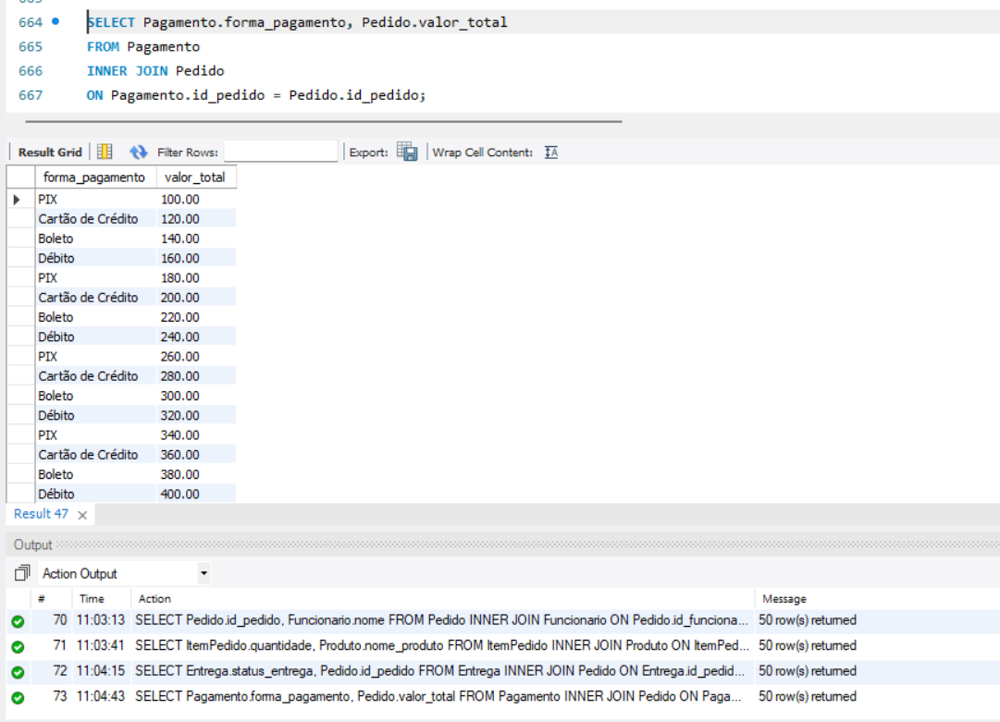 664 SELECT Pagamento.forma_pagamento, Pedido.valor_total
665 FROM Pagamento
666 INNER JOIN Pedido
667 ON Pagamento.id_pedido = Pedido.id_pedido;
Result Grid Filter Rows: Export: Wrap Cell Content: IA
forma_pagamento valor_total
PIX 100.00
Cartão de Crédito 120.00
Boleto 140.00
Débito 160.00
PIX 180.00
Cartão de Crédito 200.00
Boleto 220.00
Débito 240.00
PIX 260.00
Cartão de Crédito 280.00
Boleto 300.00
Débito 320.00
PIX 340.00
Cartão de Crédito 360.00
Boleto 380.00
Débito 400.00
Result 47 ×
Output
Action Output
# Time Action Message
70 11:03:13 SELECT Pedido.id_pedido, Funcionario.nome FROM Pedido INNER JOIN Funcionario ON Pedido.id_funciona... 50 row(s) returned
71 11:03:41 SELECT ItemPedido.quantidade, Produto.nome_produto FROM ItemPedido INNER JOIN Produto ON ItemPed... 50 row(s) returned
72 11:04:15 SELECT Entrega.status_entrega, Pedido.id_pedido FROM Entrega INNER JOIN Pedido ON Entrega.id_pedid... 50 row(s) returned
73 11:04:43 SELECT Pagamento.forma_pagamento, Pedido.valor_total FROM Pagamento INNER JOIN Pedido ON Paga... 50 row(s) returned